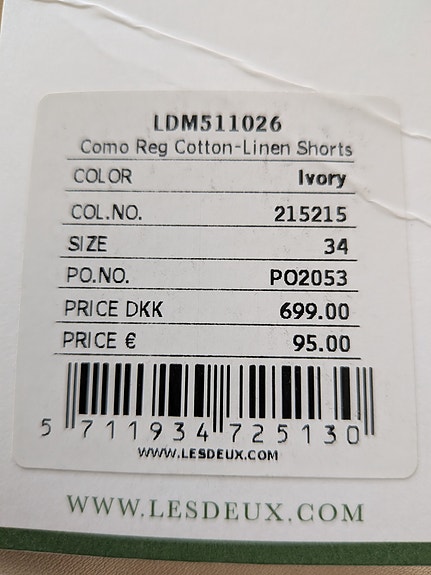 LDM511026
Como Reg Cotton-Linen Shorts
COLOR Ivory
COL.NO. 215215
SIZE 34
PO.NO. PO2053
PRICE DKK 699.00
PRICE € 95.00
5 711934 725130
WWW.LESDEUX.COM
WWW.LESDEUX.COM